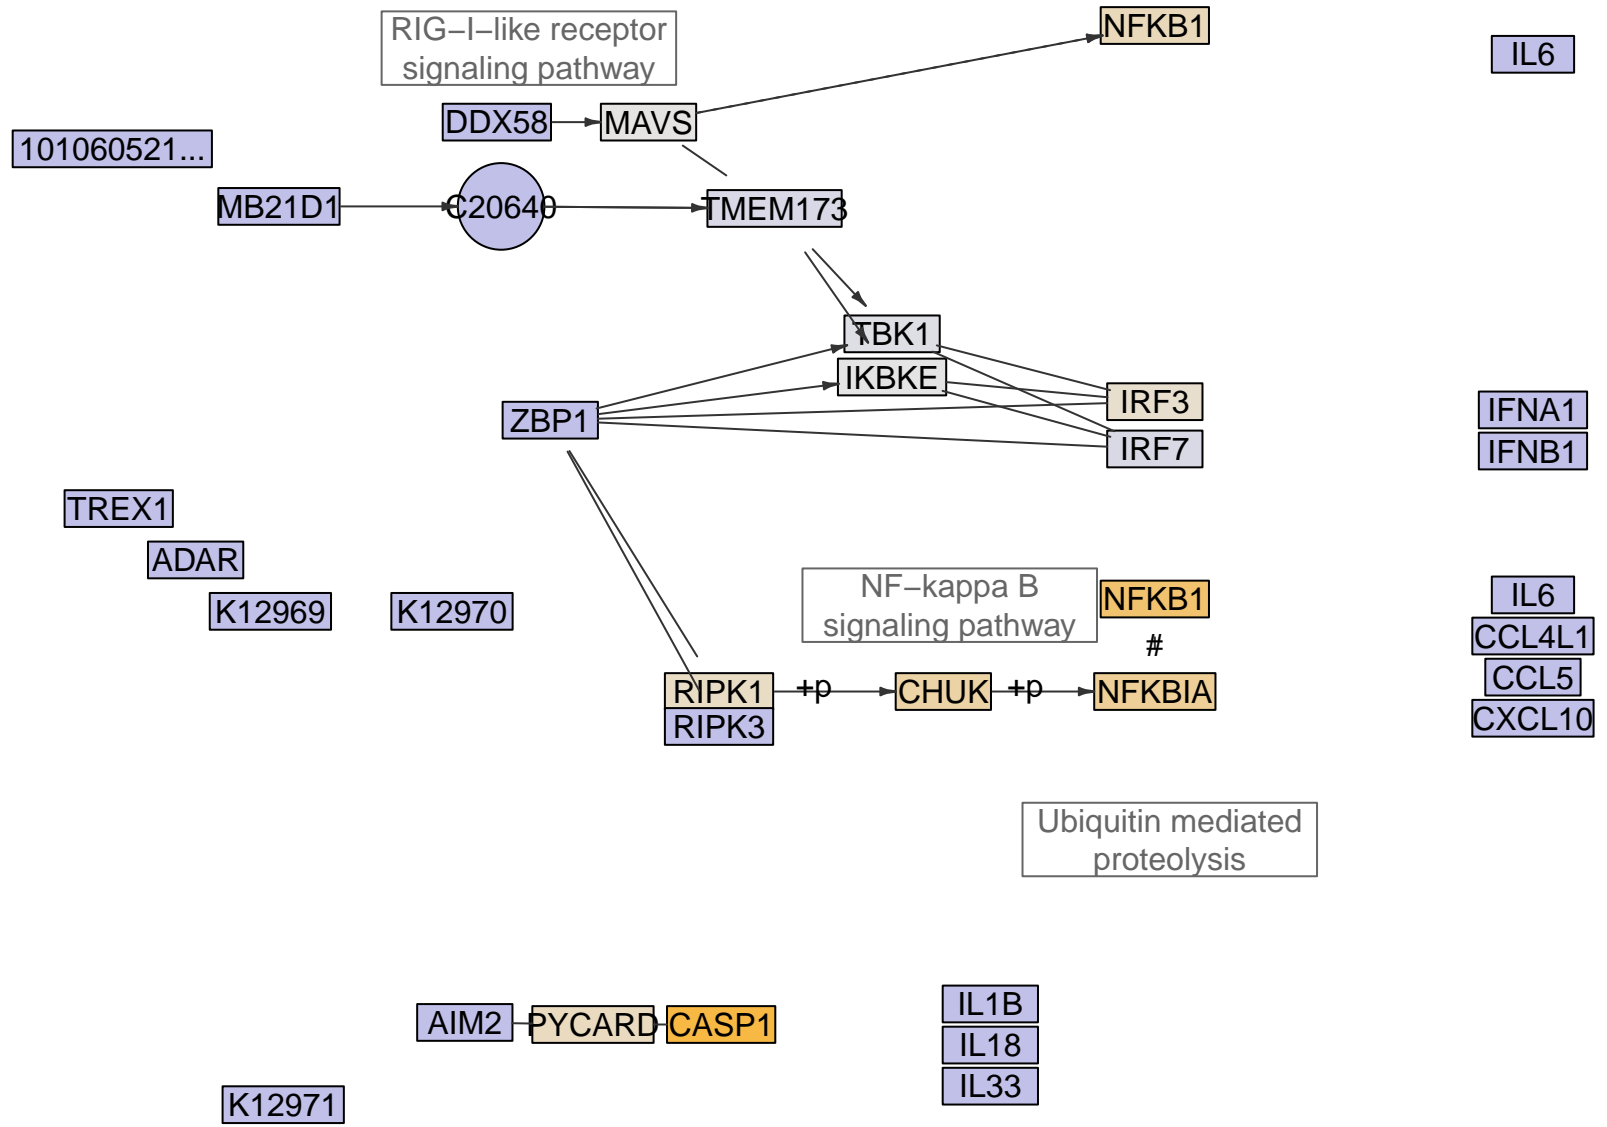 RIG−I−like receptor
signaling pathway
NFKB1
IL6
DDX58
MAVS
101060521...
MB21D1
C20640
TMEM173
TBK1
IKBKE
IRF3
ZBP1
IRF7
IFNA1
IFNB1
TREX1
ADAR
K12969
K12970
NF−kappa B
signaling pathway
NFKB1
#
IL6
CCL4L1
CCL5
CXCL10
RIPK1
+p
CHUK
+p
NFKBIA
RIPK3
Ubiquitin mediated
proteolysis
AIM2
PYCARD
CASP1
IL1B
IL18
IL33
K12971